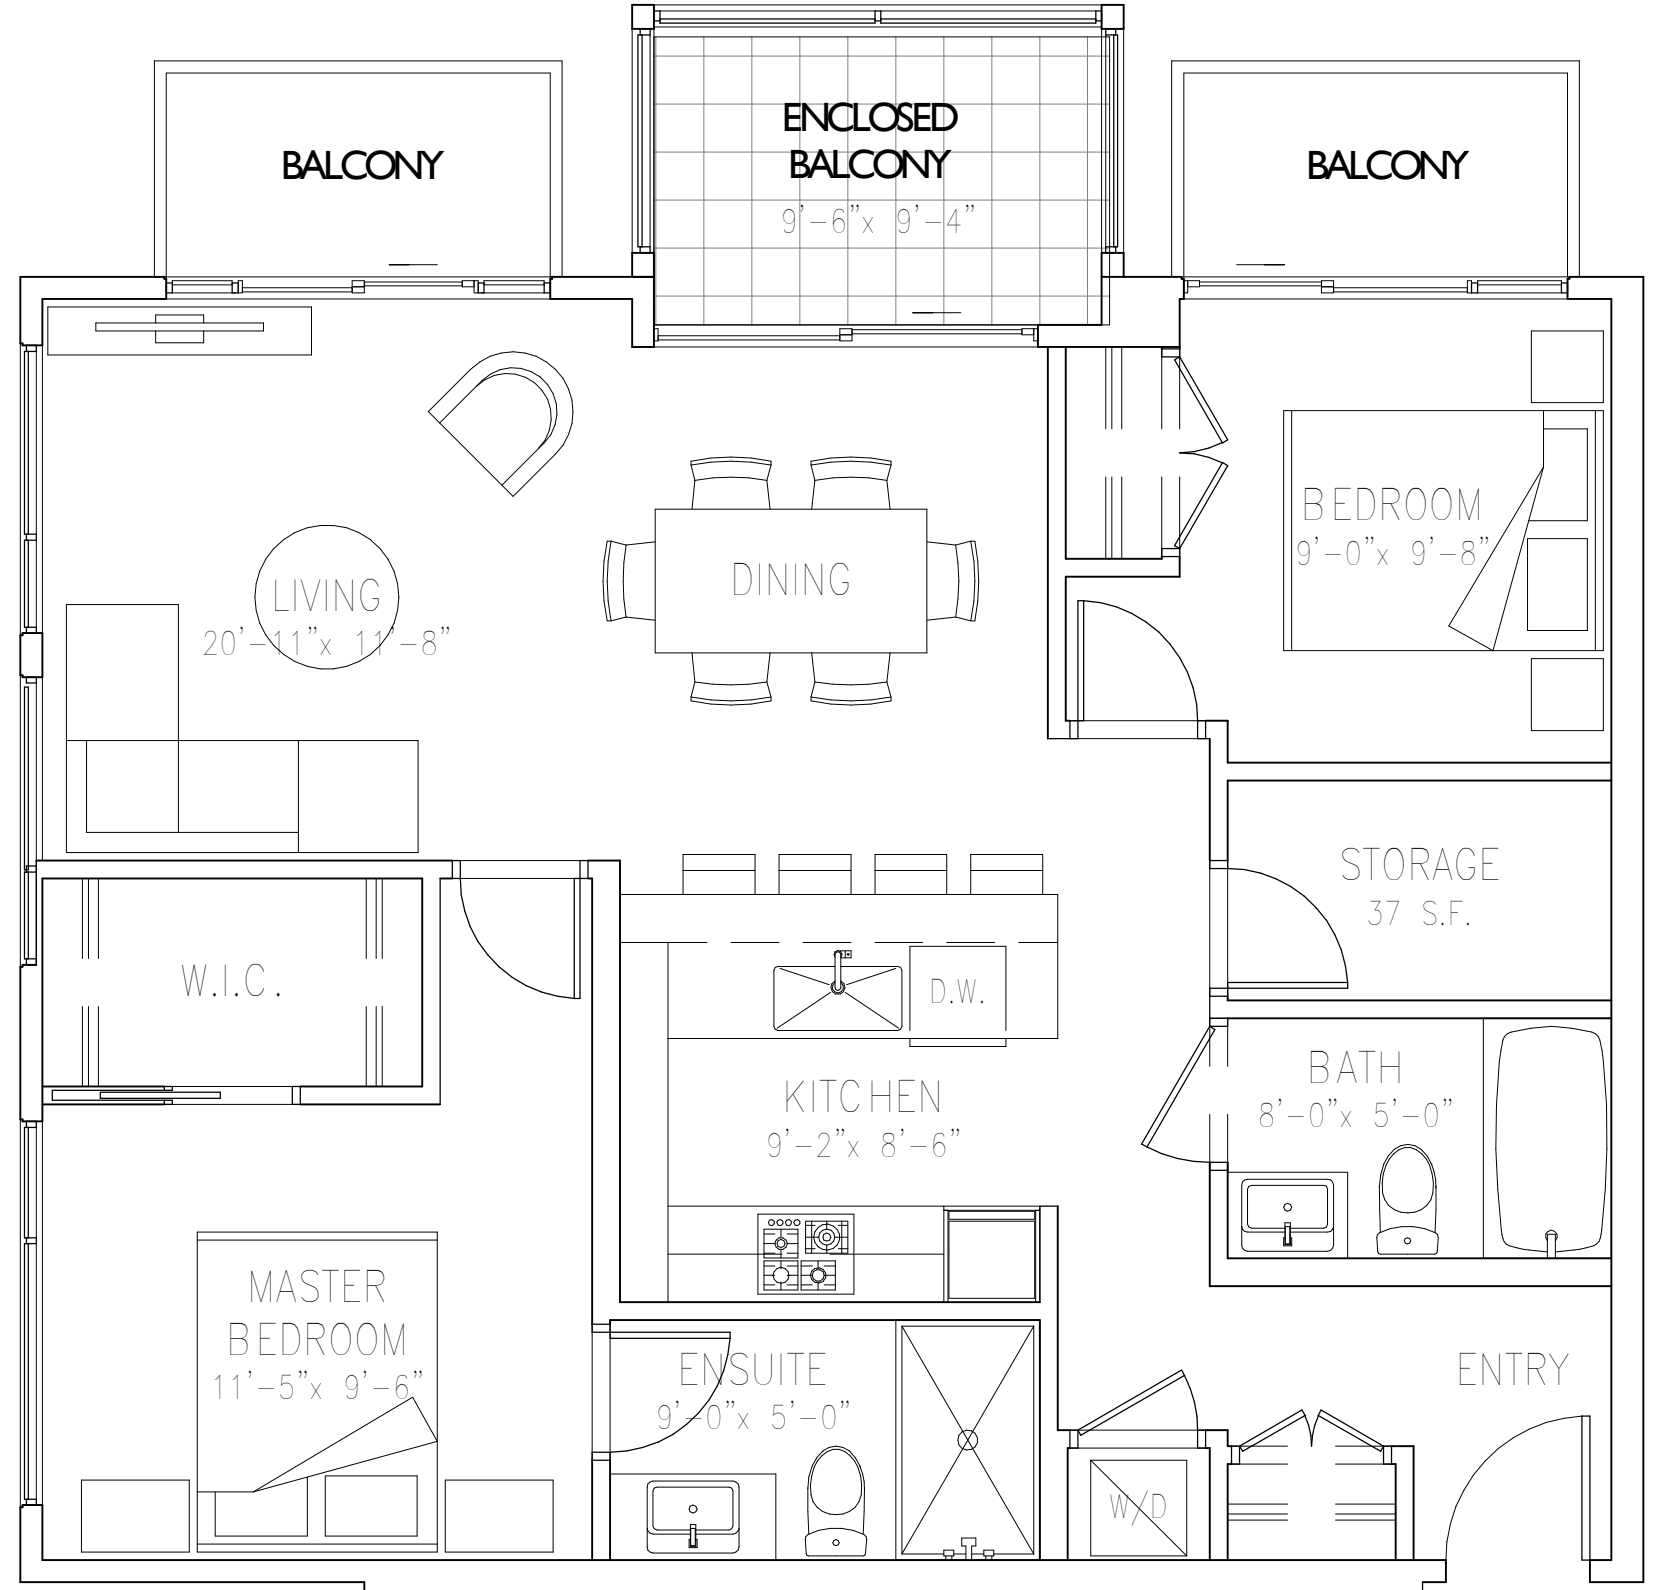 ENCLOSED
BALCONY
9'-6"x 9'-4"
BALCONY
BALCONY
BEDROOM
9'-0"x 9'-8"
DINING
LIVING
20'-11"x 11'-8"
STORAGE
37 S.F.
W.I.C.
D.W.
BATH
8'-0"x 5'-0"
KITCHEN
9'-2"x 8'-6"
MASTER
BEDROOM
11'-5"x 9'-6"
ENSUITE
9'-0"x 5'-0"
ENTRY
W/D